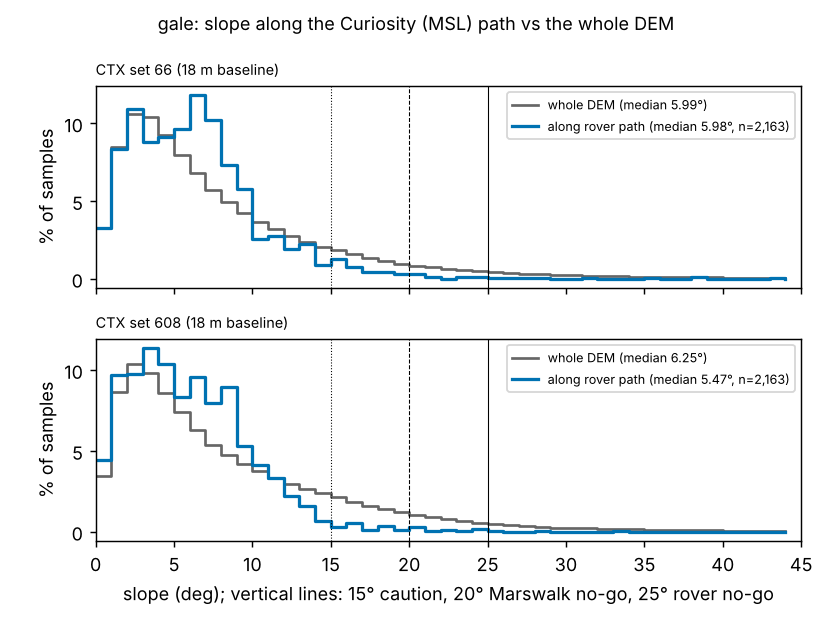 gale: slope along the Curiosity (MSL) path vs the whole DEM
CTX set 66 (18 m baseline)
whole DEM (median 5.99°)
along rover path (median 5.98°, n=2,163)
10
5
0
% of samples
CTX set 608 (18 m baseline)
whole DEM (median 6.25°)
along rover path (median 5.47°, n=2,163)
10
5
0
% of samples
0 5 10 15 20 25 30 35 40 45
slope (deg); vertical lines: 15° caution, 20° Marswalk no-go, 25° rover no-go